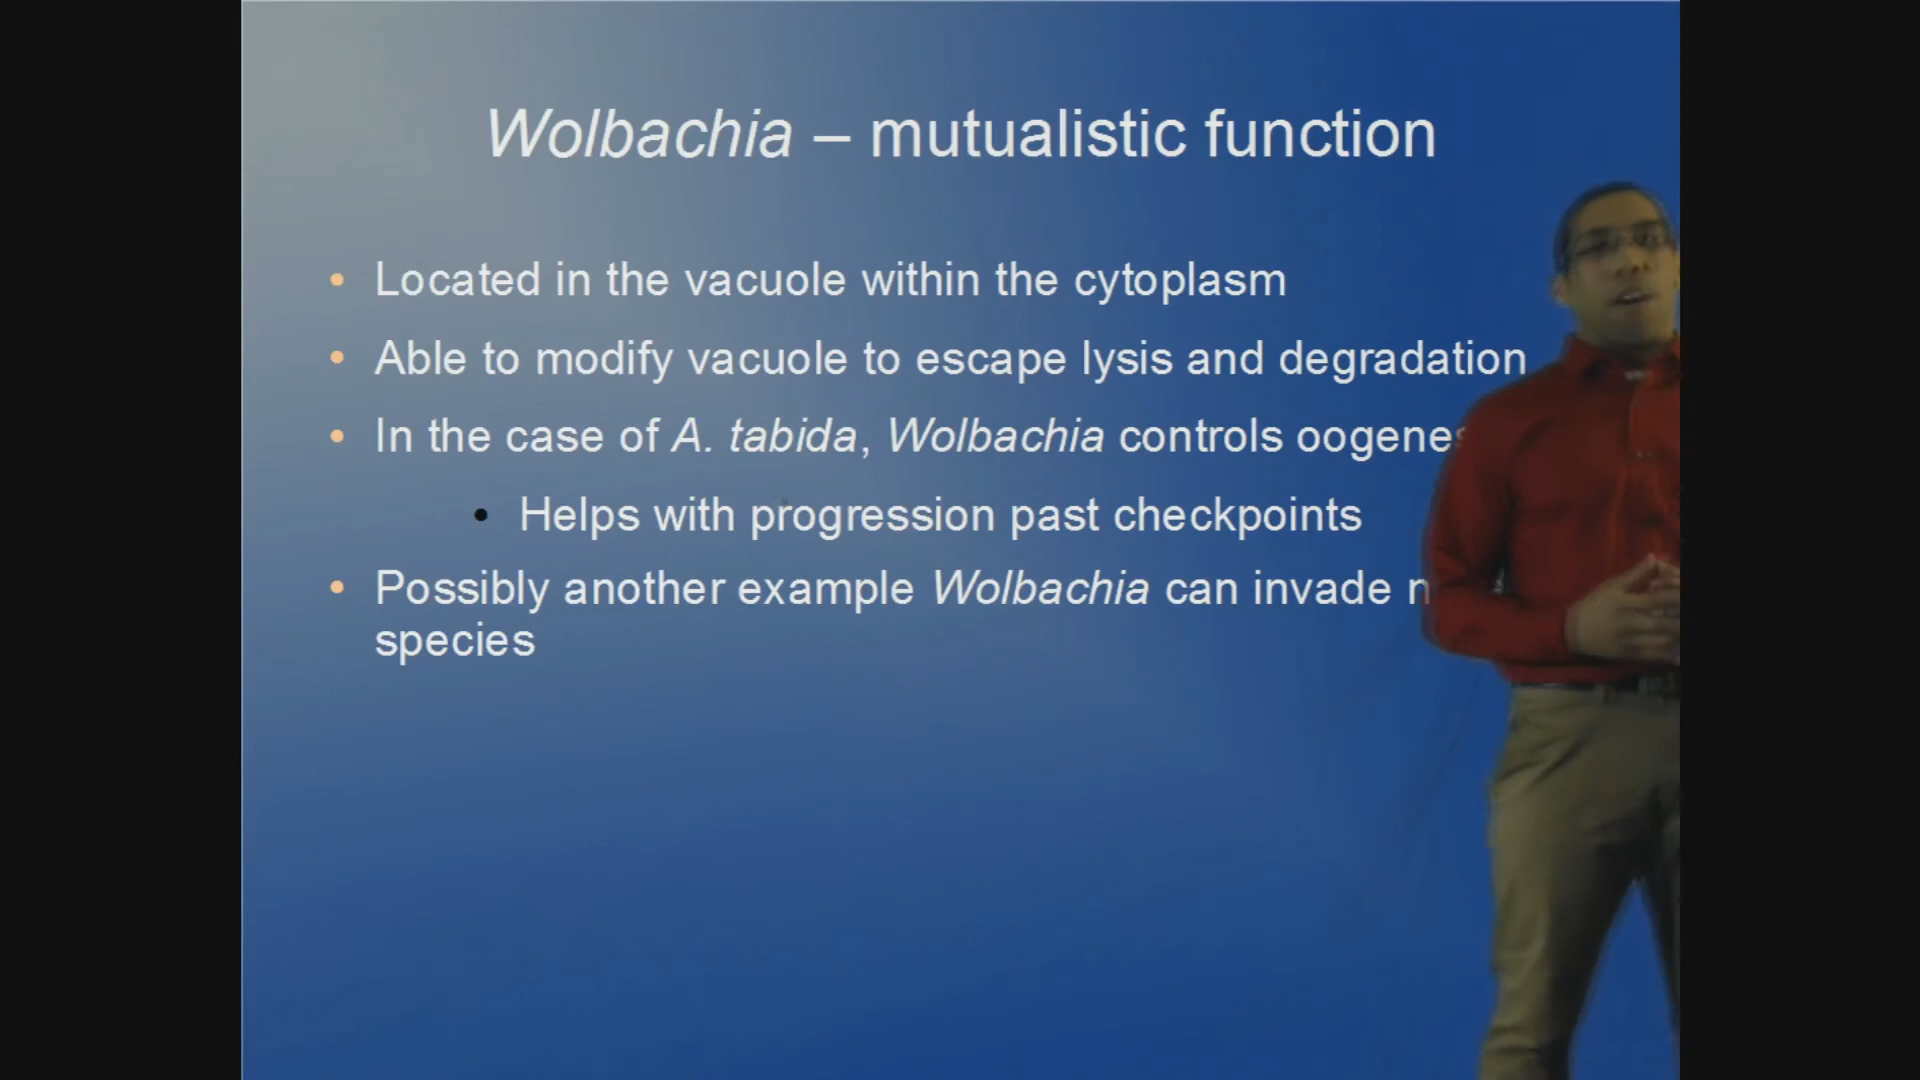 Wolbachia – mutualistic function
• Located in the vacuole within the cytoplasm
• Able to modify vacuole to escape lysis and degradation
• In the case of A. tabida, Wolbachia controls
• Helps with progression past checkpoints
• Possibly another example Wolbachia can invade
species